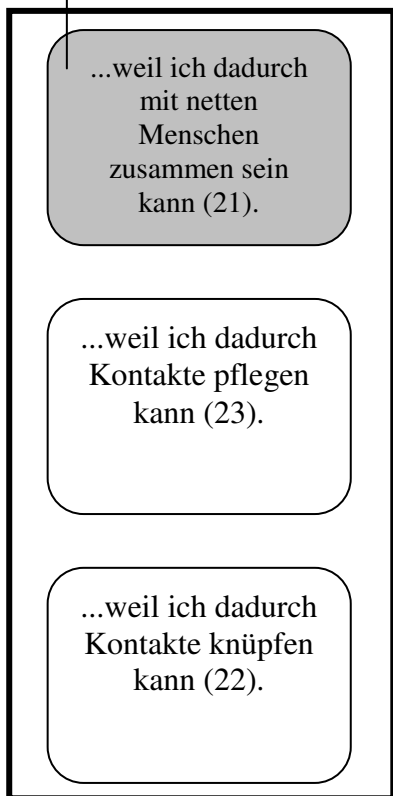 ...weil ich dadurch
mit netten
Menschen
zusammen sein
kann (21).
...weil ich dadurch
Kontakte pflegen
kann (23).
...weil ich dadurch
Kontakte knüpfen
kann (22).